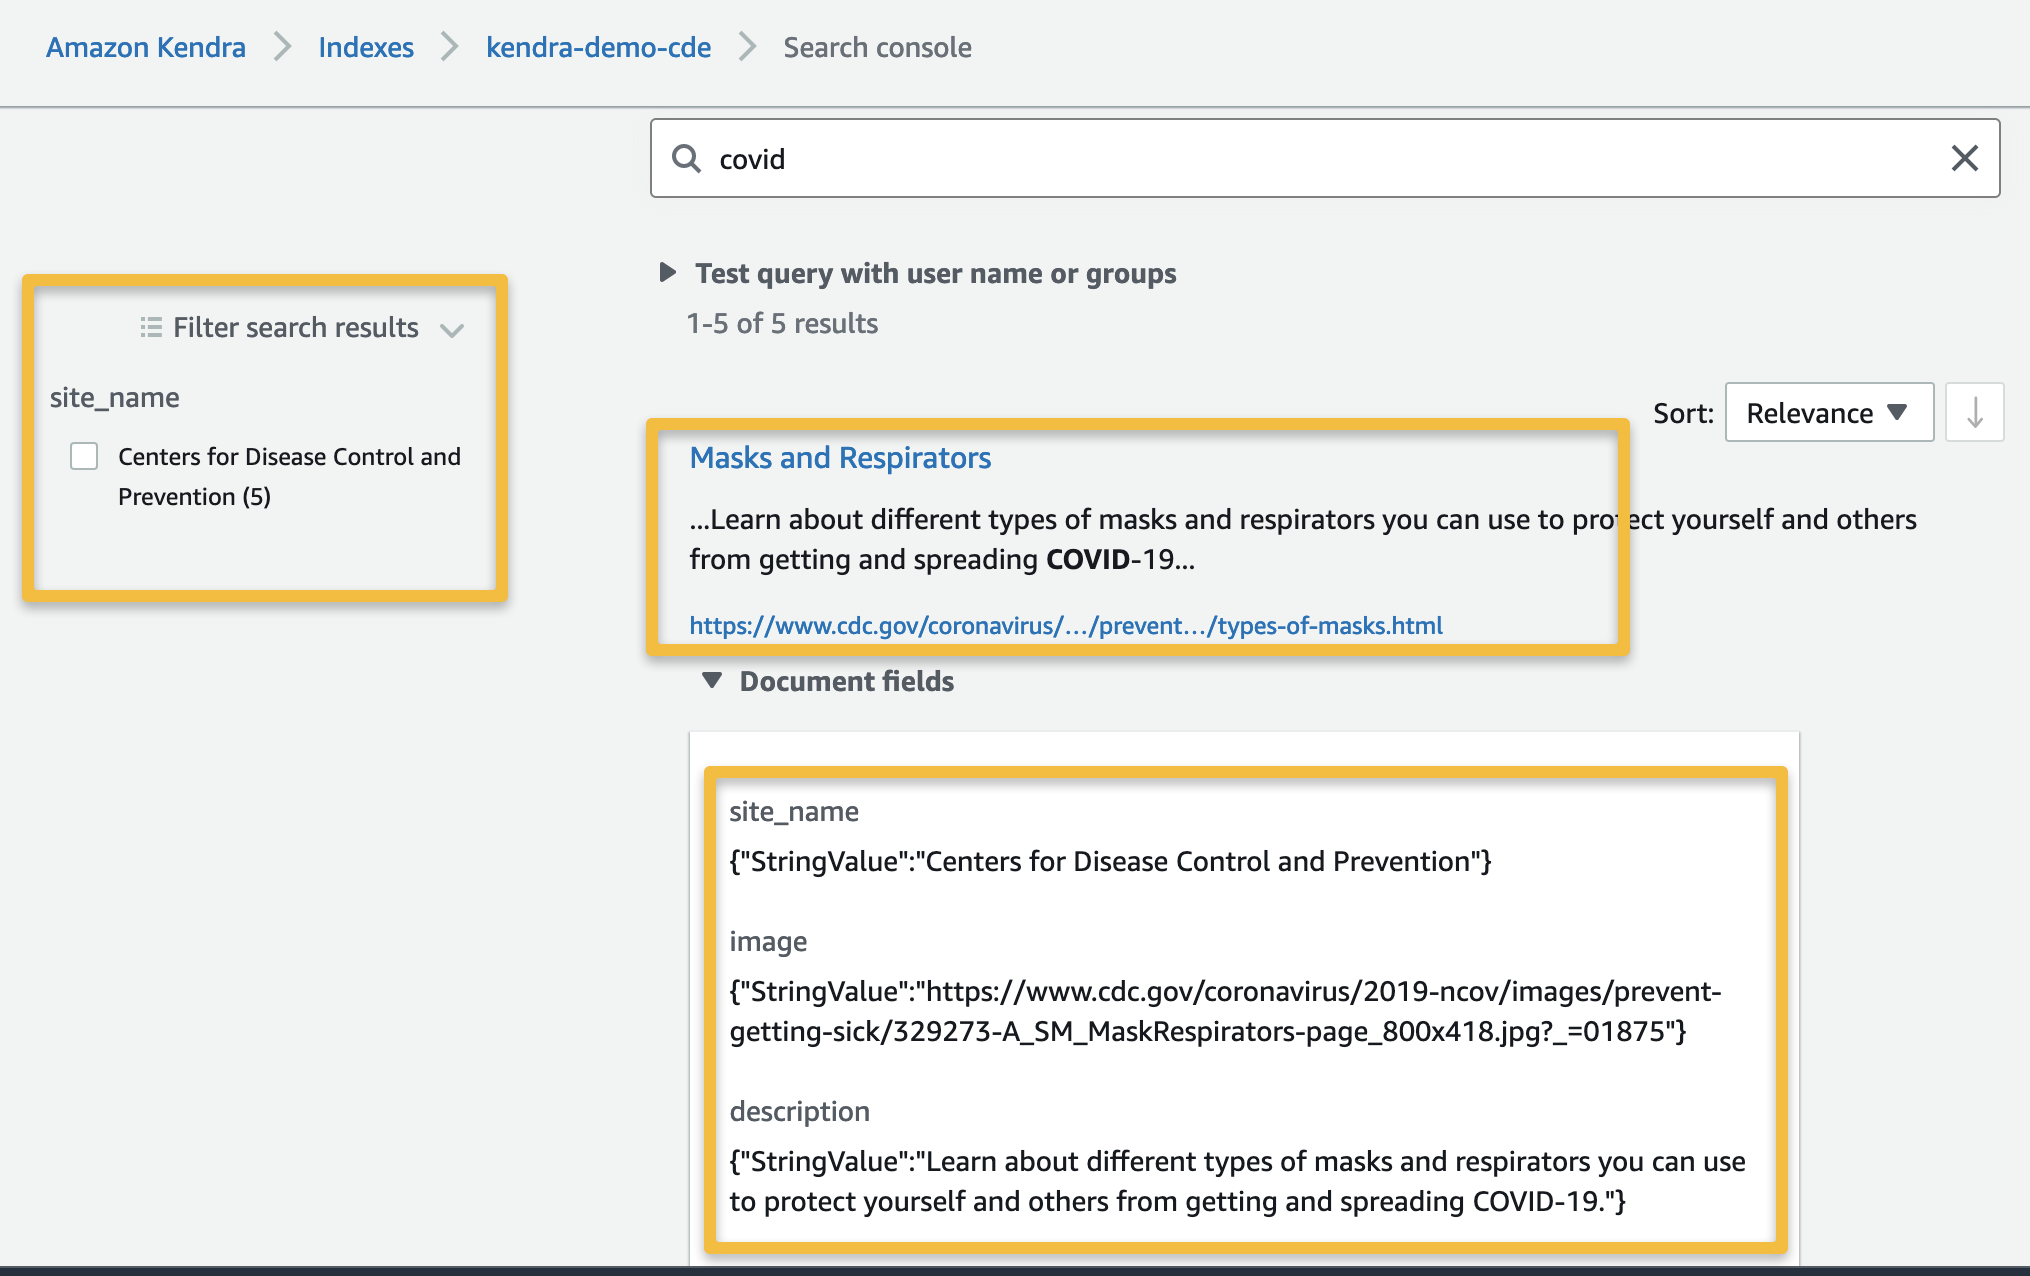 Amazon Kendra > Indexes > kendra-demo-cde > Search console
covid
Test query with user name or groups
1-5 of 5 results
Filter search results
site_name
Centers for Disease Control and
Prevention (5)
Sort: Relevance
Masks and Respirators
...Learn about different types of masks and respirators you can use to protect yourself and others
from getting and spreading COVID-19...
https://www.cdc.gov/coronavirus/…/prevent…/types-of-masks.html
Document fields
site_name
{"StringValue":"Centers for Disease Control and Prevention"}
image
{"StringValue":"https://www.cdc.gov/coronavirus/2019-ncov/images/prevent-
getting-sick/329273-A_SM_MaskRespirators-page_800x418.jpg?_=01875"}
description
{"StringValue":"Learn about different types of masks and respirators you can use
to protect yourself and others from getting and spreading COVID-19."}